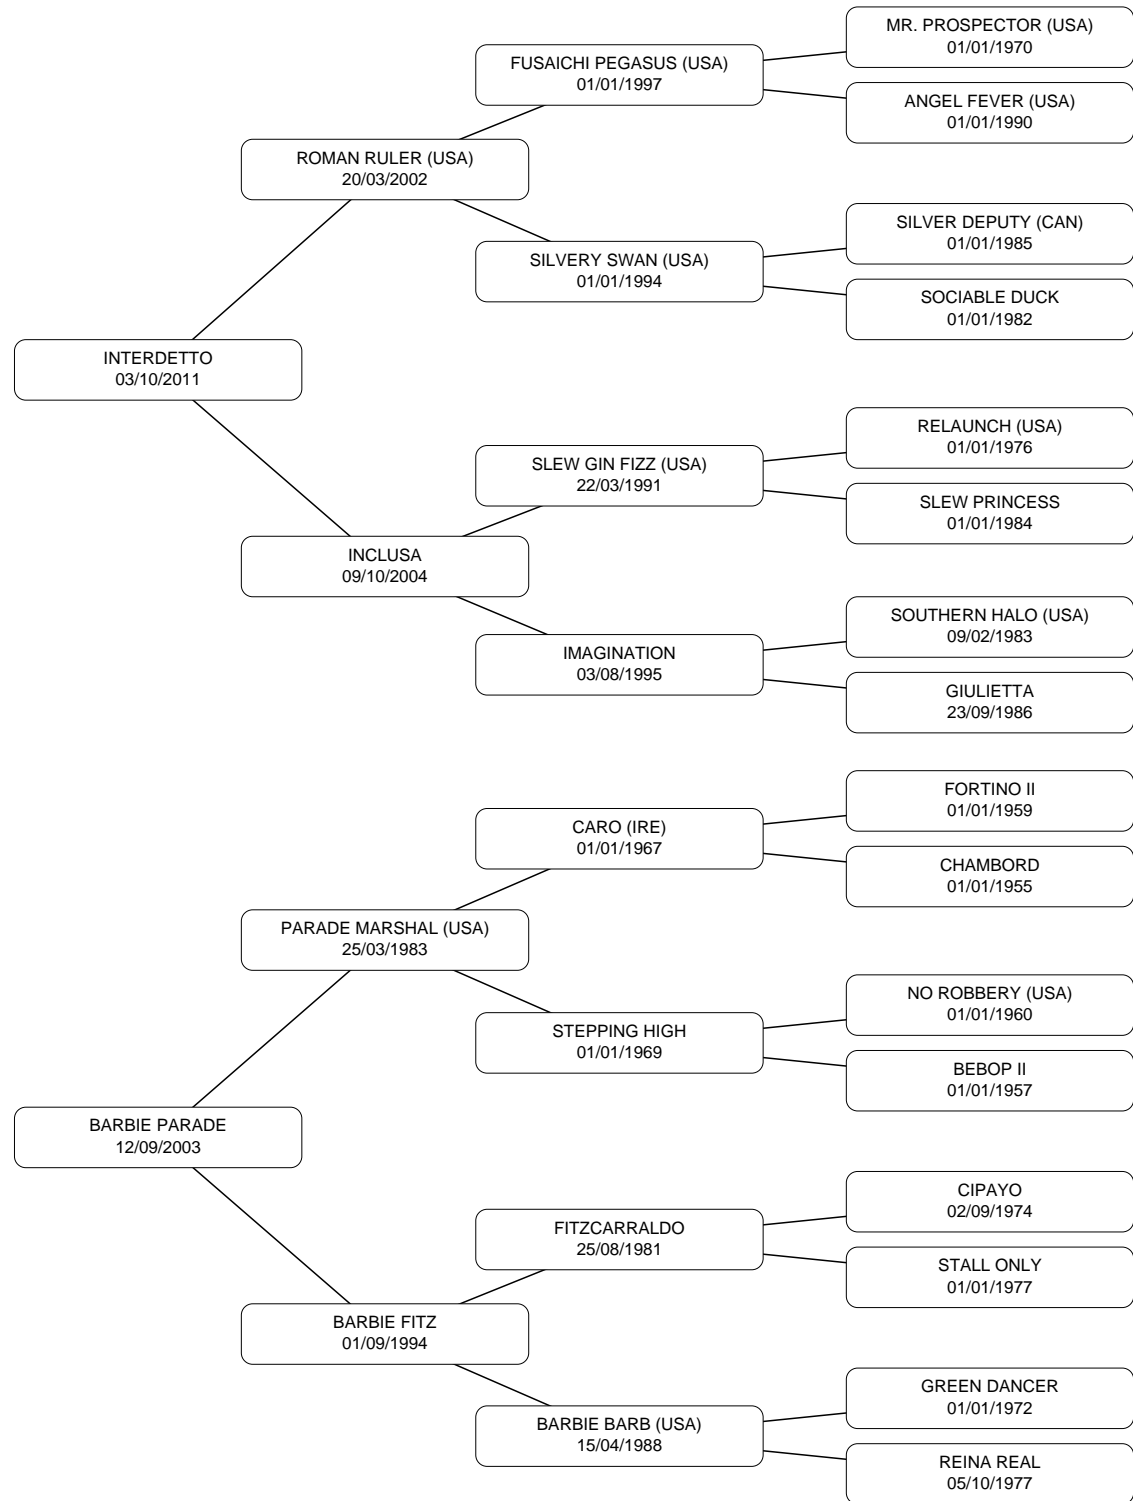 MR. PROSPECTOR (USA)
01/01/1970
FUSAICHI PEGASUS (USA)
01/01/1997
ANGEL FEVER (USA)
01/01/1990
ROMAN RULER (USA)
20/03/2002
SILVER DEPUTY (CAN)
01/01/1985
SILVERY SWAN (USA)
01/01/1994
SOCIABLE DUCK
01/01/1982
INTERDETTO
03/10/2011
RELAUNCH (USA)
01/01/1976
SLEW GIN FIZZ (USA)
22/03/1991
SLEW PRINCESS
01/01/1984
INCLUSA
09/10/2004
SOUTHERN HALO (USA)
09/02/1983
IMAGINATION
03/08/1995
GIULIETTA
23/09/1986
FORTINO II
01/01/1959
CARO (IRE)
01/01/1967
CHAMBORD
01/01/1955
PARADE MARSHAL (USA)
25/03/1983
NO ROBBERY (USA)
01/01/1960
STEPPING HIGH
01/01/1969
BEBOP II
01/01/1957
BARBIE PARADE
12/09/2003
CIPAYO
02/09/1974
FITZCARRALDO
25/08/1981
STALL ONLY
01/01/1977
BARBIE FITZ
01/09/1994
GREEN DANCER
01/01/1972
BARBIE BARB (USA)
15/04/1988
REINA REAL
05/10/1977